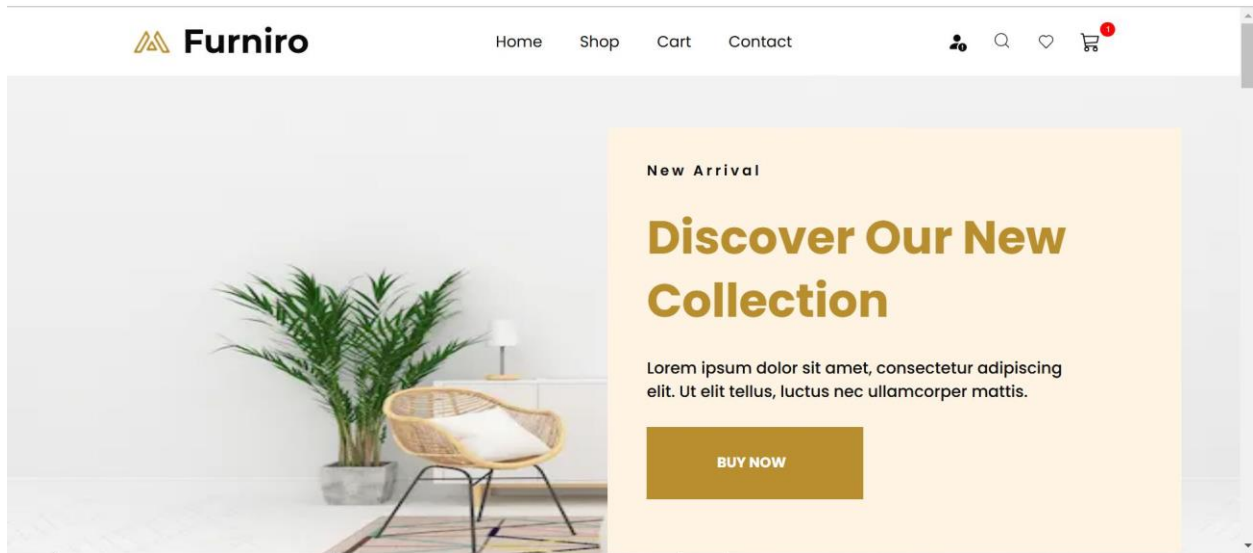 Furniro
Home Shop Cart Contact
1
New Arrival
Discover Our New
Collection
Lorem ipsum dolor sit amet, consectetur adipiscing
elit. Ut elit tellus, luctus nec ullamcorper mattis.
BUY NOW